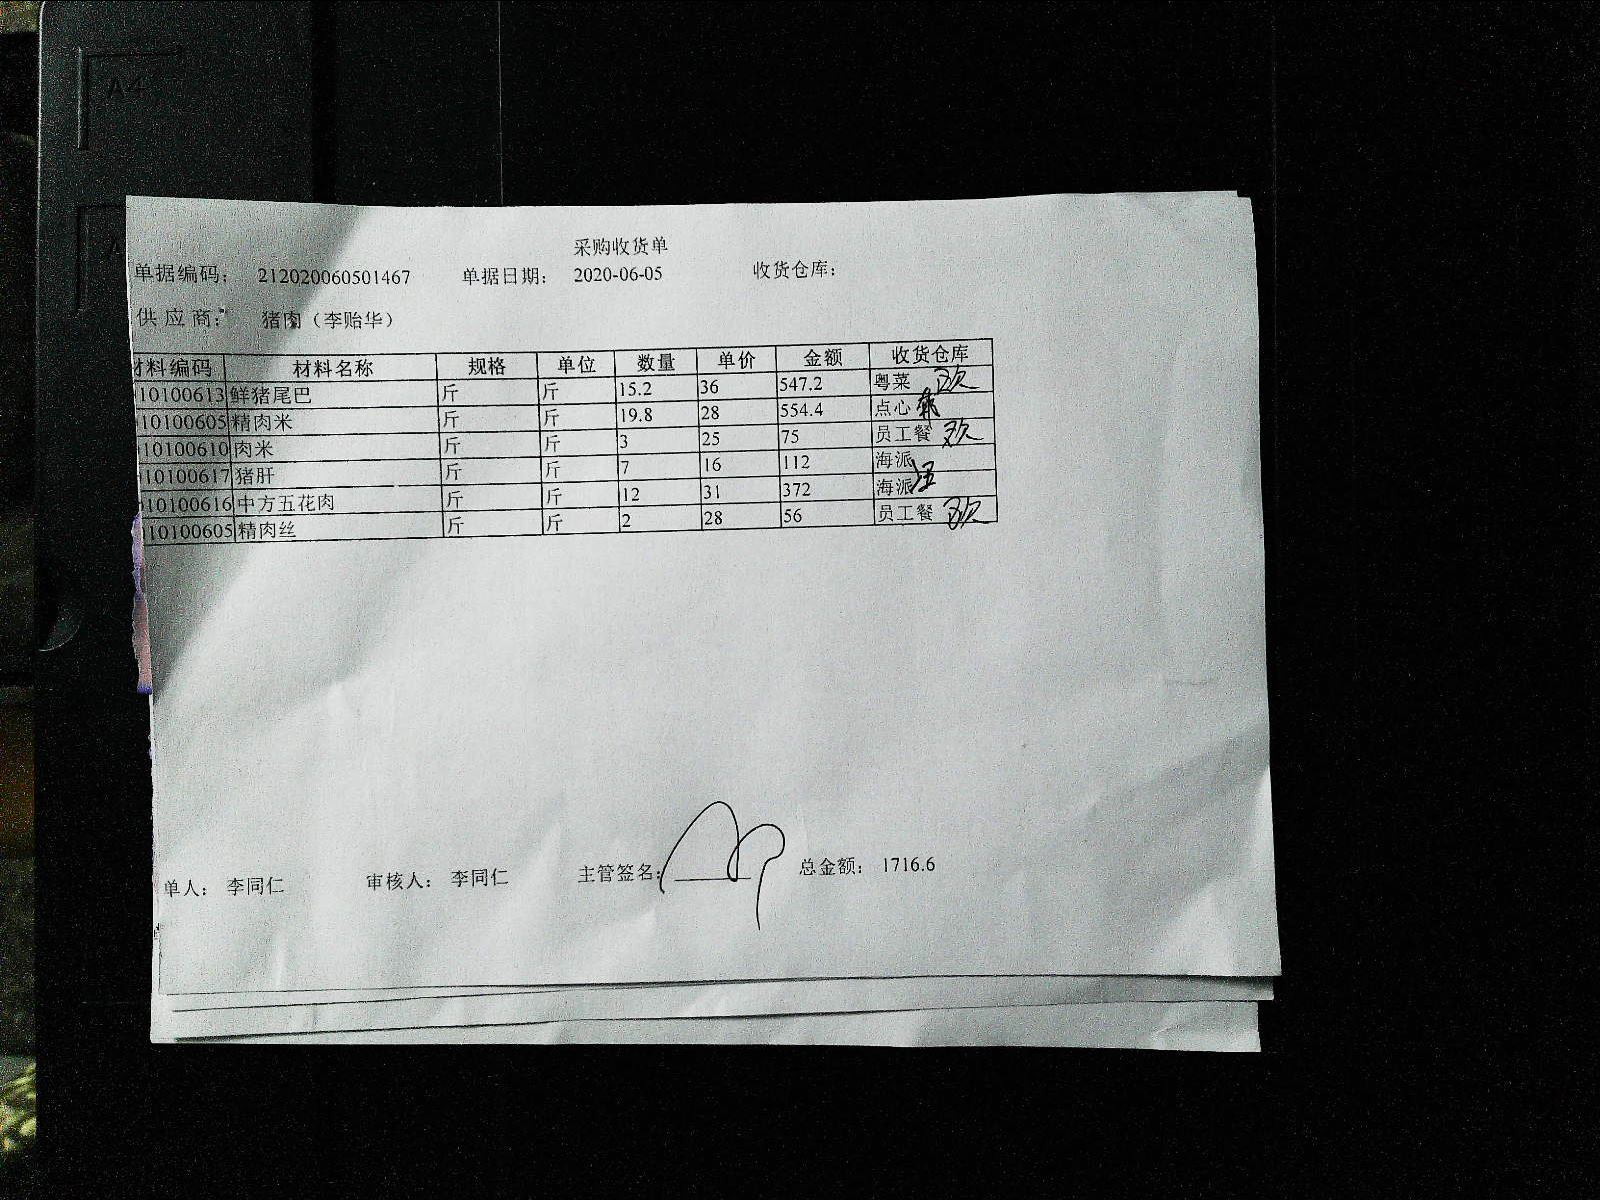 A4
采购收货单
单据编码： 212020060501467 单据日期： 2020-06-05 收货仓库：
供应商： 猪肉（李贻华）
材料编码 材料名称 规格 单位 数量 单价 金额 收货仓库
10100613 鲜猪尾巴 斤 斤 15.2 36 547.2 粤菜 欧
10100605 精肉米 斤 斤 19.8 28 554.4 点心
10100610 肉米 斤 斤 3 25 75 员工餐 欧
10100617 猪肝 斤 斤 7 16 112 海派
10100616 中方五花肉 斤 斤 12 31 372 海派
10100605 精肉丝 斤 斤 2 28 56 员工餐 欧
单人： 李同仁 审核人： 李同仁 主管签名： 总金额： 1716.6